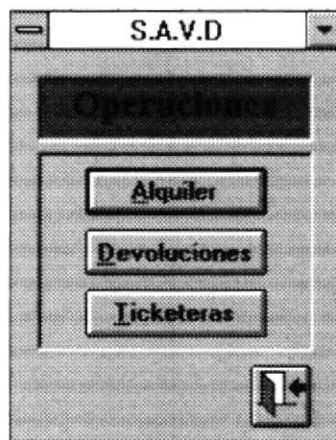 S.A.V.D
Operaciones
Alquiler
Devoluciones
Ticketeras